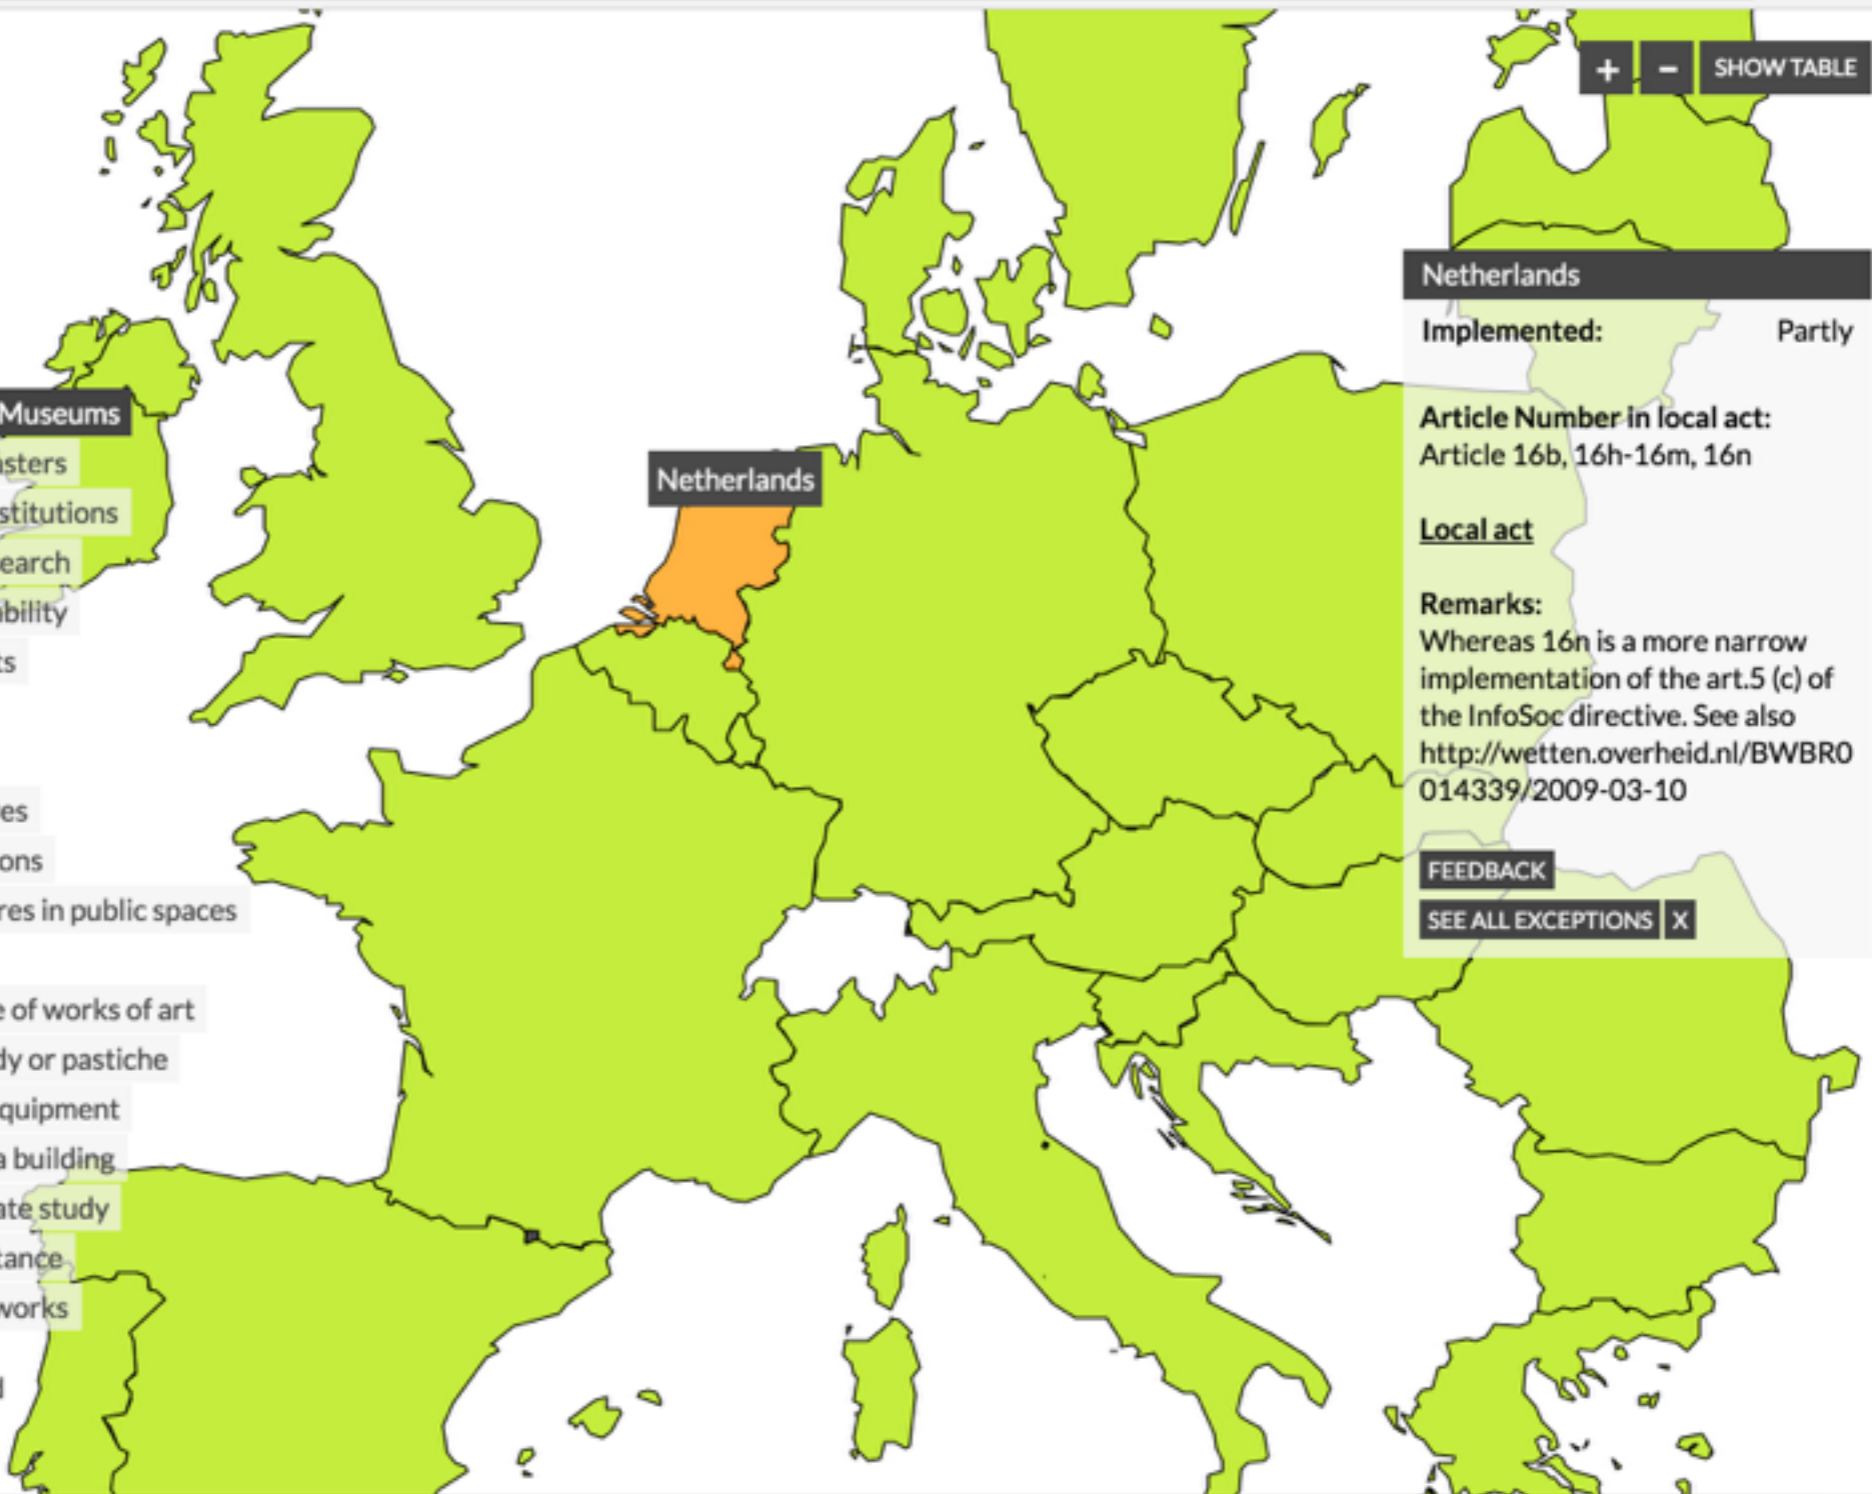 + − SHOW TABLE
Netherlands
Implemented: Partly
Article Number in local act:
Article 16b, 16h-16m, 16n
Local act
Remarks:
Whereas 16n is a more narrow
implementation of the art.5 (c) of
the InfoSoc directive. See also
http://wetten.overheid.nl/BWBR0
014339/2009-03-10
FEEDBACK
SEE ALL EXCEPTIONS X
Netherlands
Museums
asters
stitutions
earch
ability
ts
es
ons
res in public spaces
e of works of art
dy or pastiche
quipment
a building
ate study
tance
works